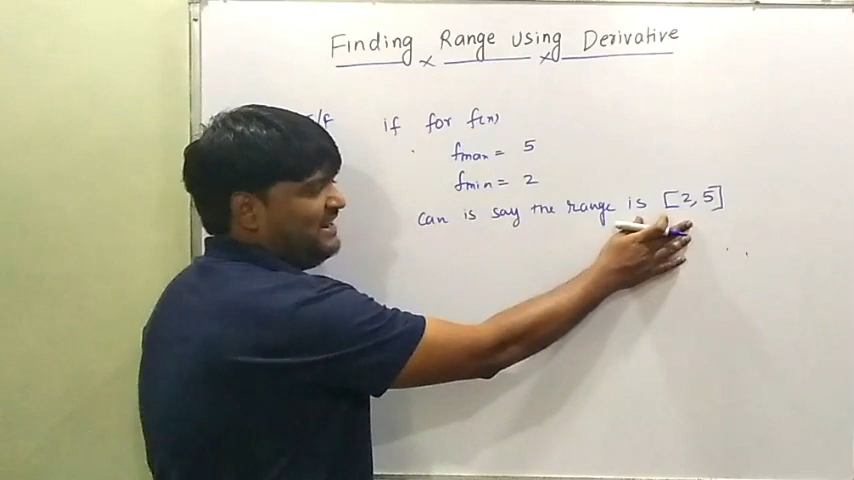 Finding Range using Derivative
if for f(x)
fmax = 5
fmin = 2
can is say the range is [2, 5]